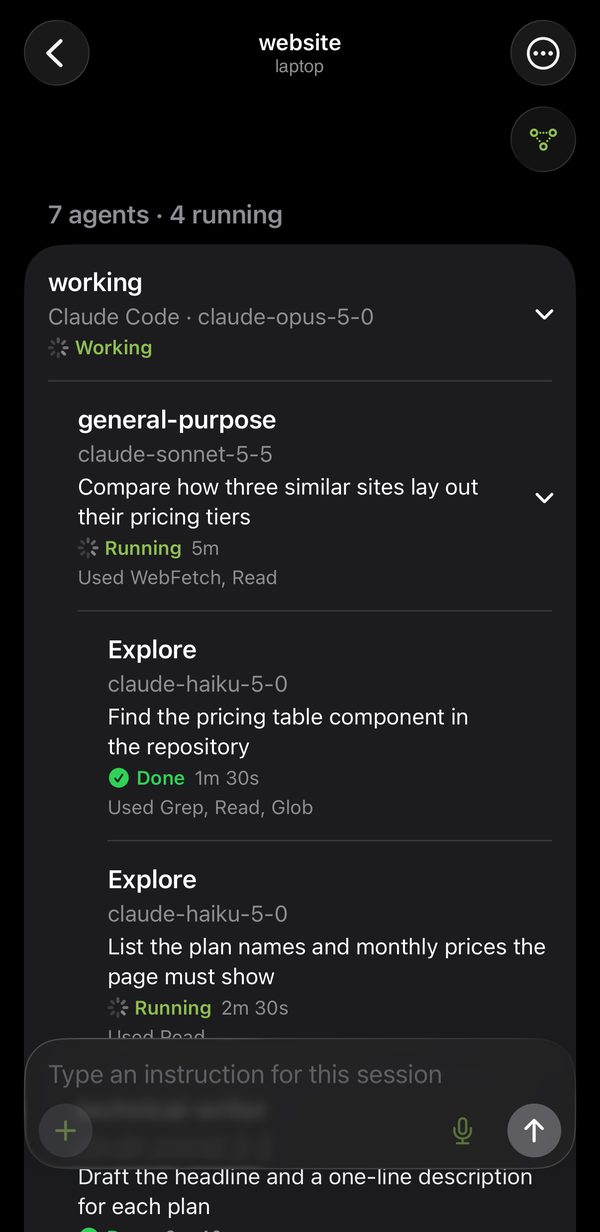 website
laptop
7 agents · 4 running
working
Claude Code · claude-opus-5-0
Working
general-purpose
claude-sonnet-5-5
Compare how three similar sites lay out
their pricing tiers
Running 5m
Used WebFetch, Read
Explore
claude-haiku-5-0
Find the pricing table component in
the repository
Done 1m 30s
Used Grep, Read, Glob
Explore
claude-haiku-5-0
List the plan names and monthly prices the
page must show
Running 2m 30s
Used Read
Type an instruction for this session
Draft the headline and a one-line description
for each plan